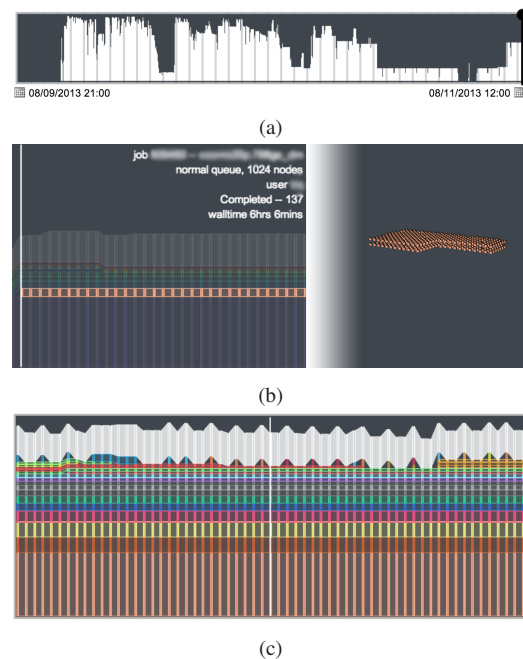 08/09/2013 21:00
08/11/2013 12:00
(a)
job
normal queue, 1024 nodes
user
Completed -- 137
walltime 6hrs 6mins
(b)
(c)